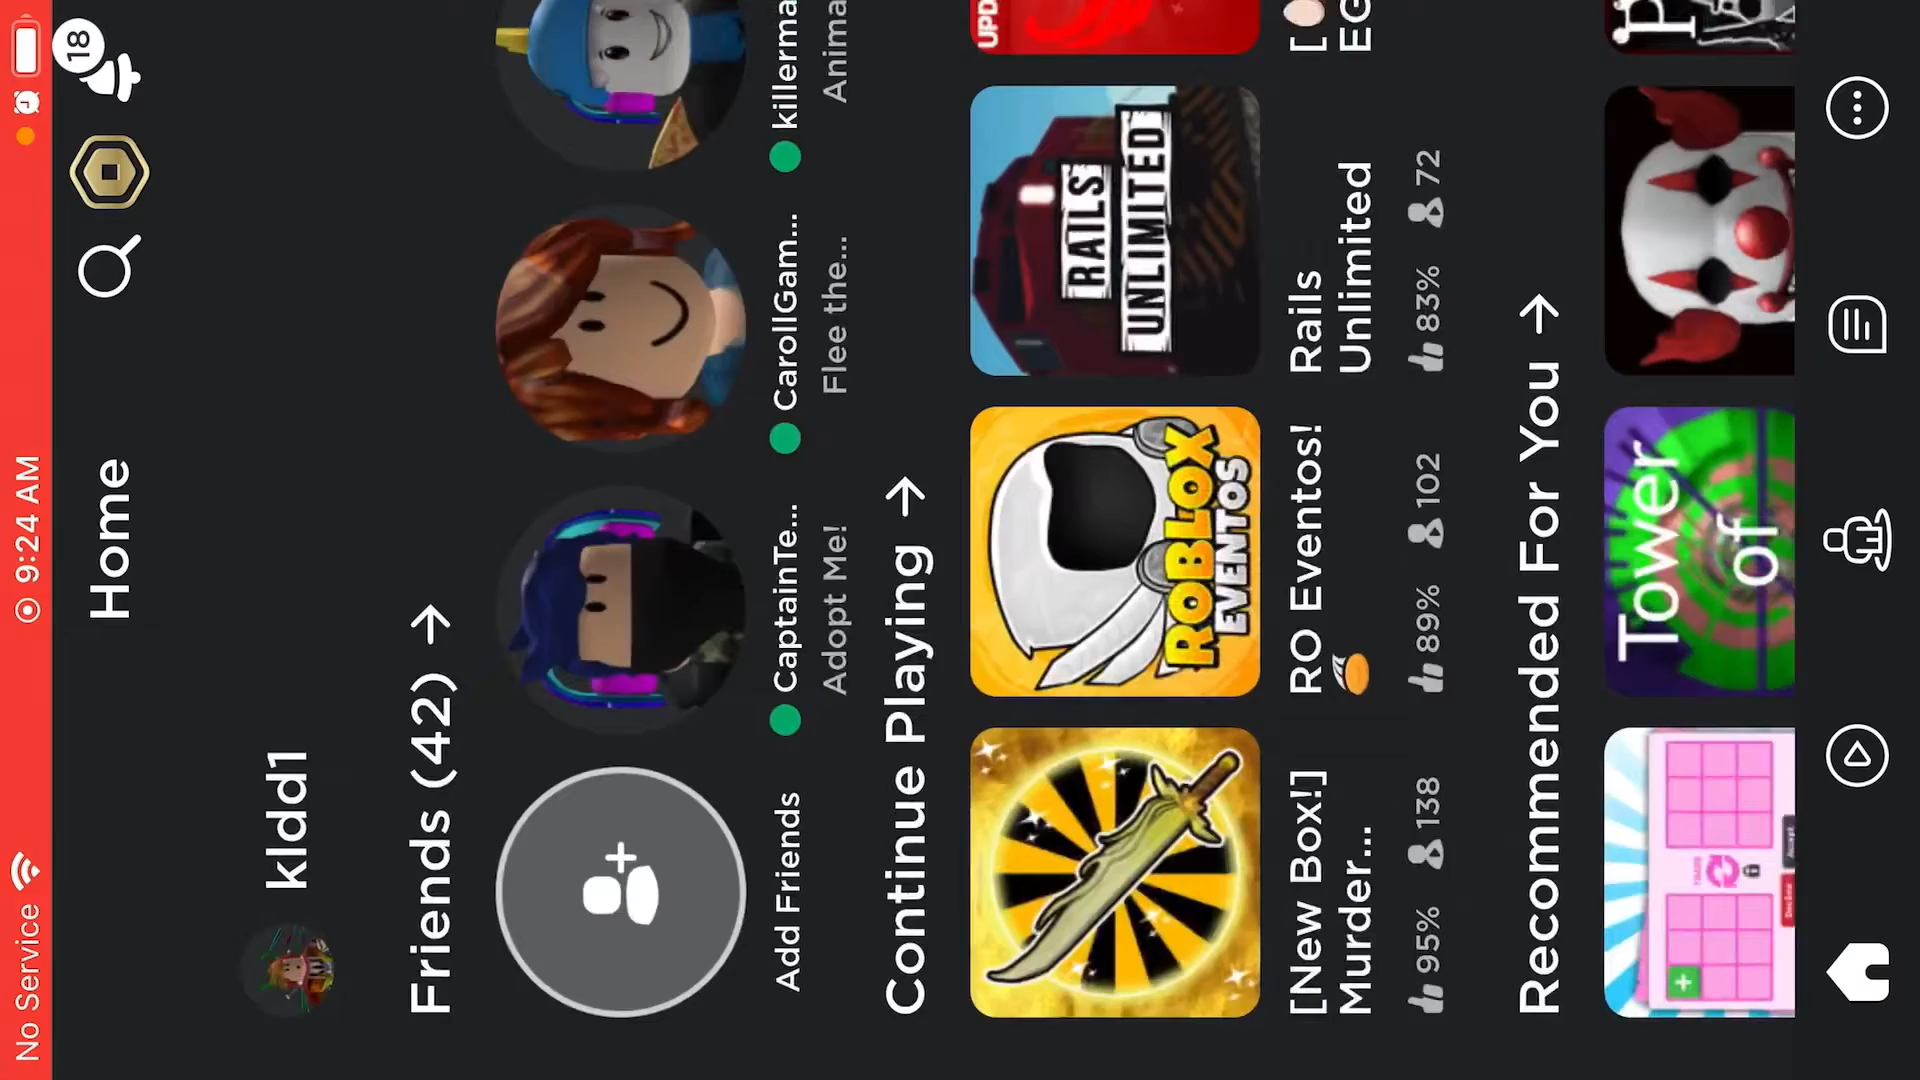 No Service 9:24 AM
Home
18
kldd1
Friends (42) →
Add Friends
CaptainTe...
Adopt Me!
CarollGam...
Flee the...
killerma
Anima
Continue Playing →
ROBLOX
EVENTOS
RAILS
UNLIMITED
UPD
[New Box!]
Murder...
95% 138
RO Eventos!
89% 102
Rails
Unlimited
83% 72
[
EG
Recommended For You →
Tower
of
P